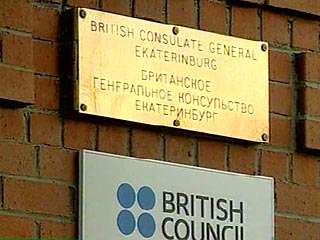 BRITISH CONSULATE GENERAL
EKATERINBURG
БРИТАНСКОЕ
ГЕНЕРАЛЬНОЕ КОНСУЛЬСТВО
ЕКАТЕРИНБУРГ
BRITISH
COUNCIL